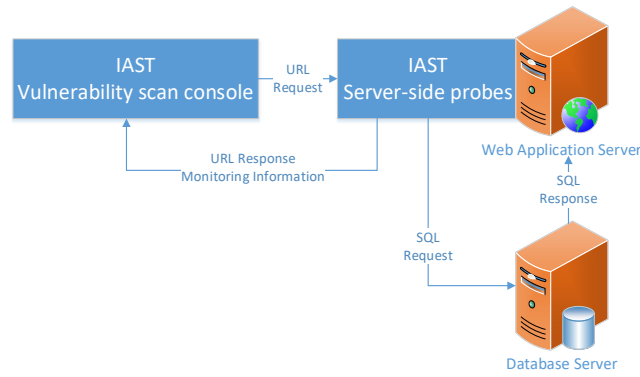 IAST
Vulnerability scan console
URL
Request
IAST
Server-side probes
Web Application Server
URL Response
Monitoring Information
SQL
Response
SQL
Request
Database Server